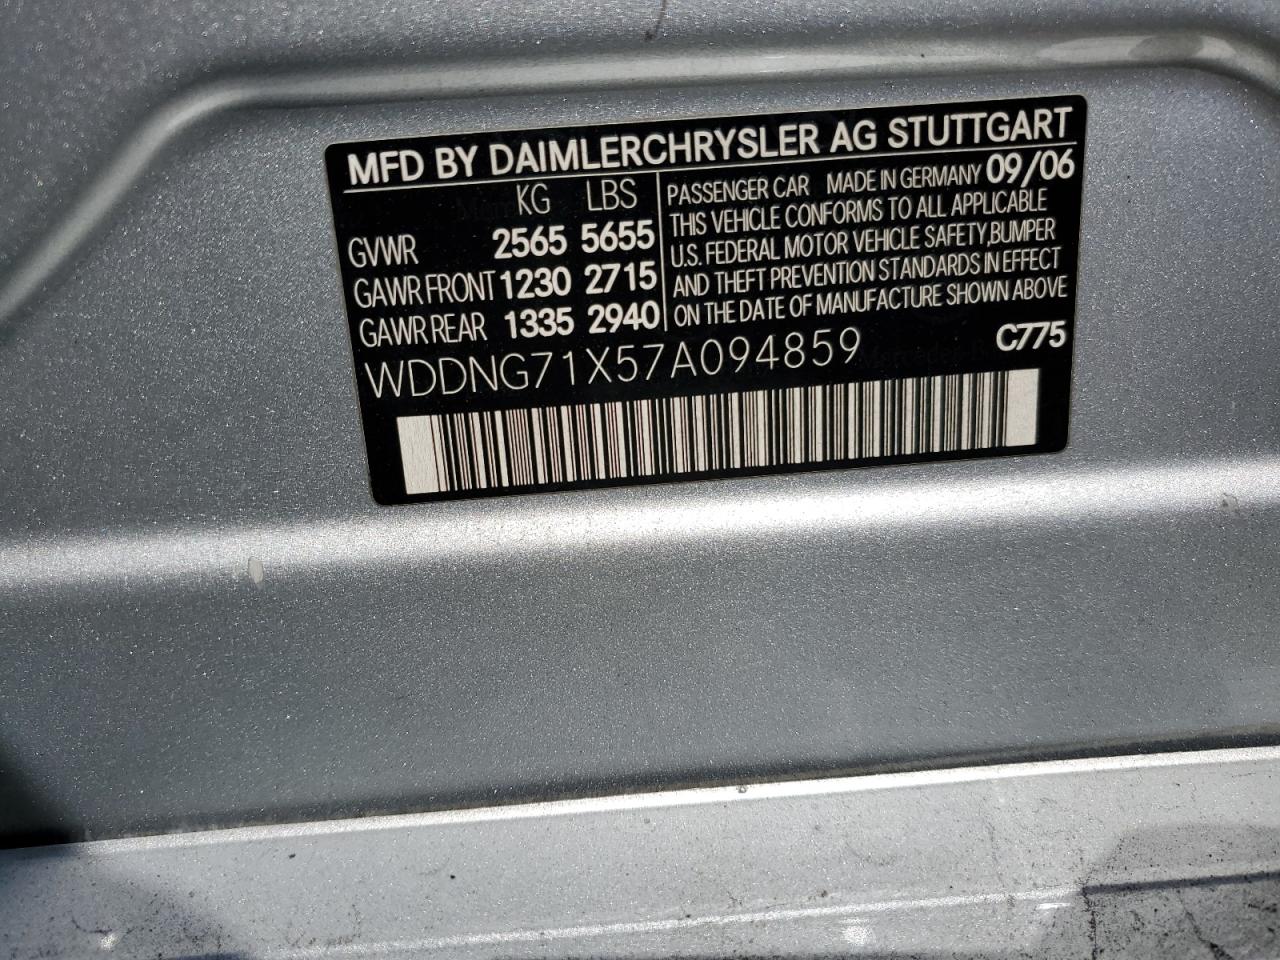 MFD BY DAIMLERCHRYSLER AG STUTTGART
KG LBS
GVWR 2565 5655
GAWR FRONT 1230 2715
GAWR REAR 1335 2940
PASSENGER CAR MADE IN GERMANY 09/06
THIS VEHICLE CONFORMS TO ALL APPLICABLE
U.S. FEDERAL MOTOR VEHICLE SAFETY, BUMPER
AND THEFT PREVENTION STANDARDS IN EFFECT
ON THE DATE OF MANUFACTURE SHOWN ABOVE
WDDNG71X57A094859 C775